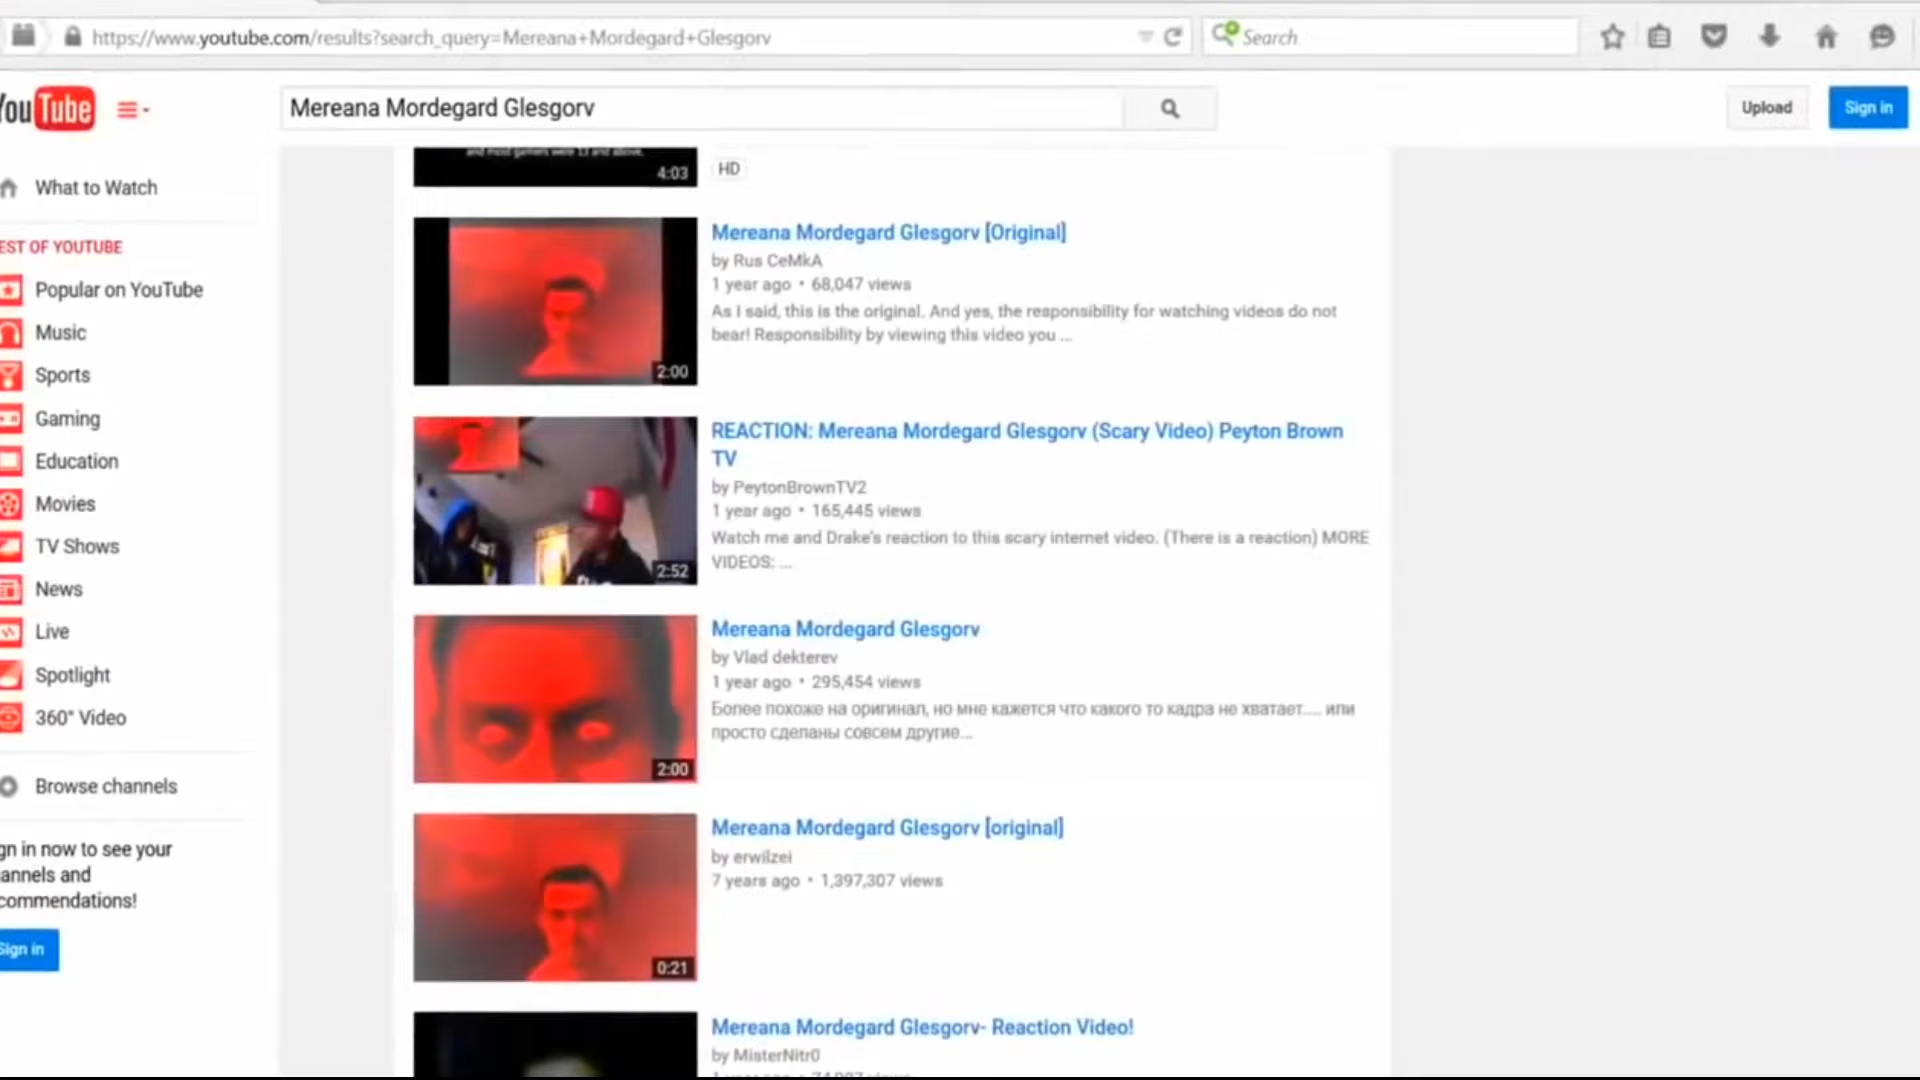 https://www.youtube.com/results?search_query=Mereana+Mordegard+Glesgorv
Search
You Tube
Mereana Mordegard Glesgorv
Upload
Sign in
What to Watch
EST OF YOUTUBE
Popular on YouTube
Music
Sports
Gaming
Education
Movies
TV Shows
News
Live
Spotlight
360° Video
Browse channels
gn in now to see your
annels and
commendations!
Sign in
and most gamers were 13 and above.
4:03
HD
2:00
Mereana Mordegard Glesgorv [Original]
by Rus CeMkA
1 year ago • 68,047 views
As I said, this is the original. And yes, the responsibility for watching videos do not
bear! Responsibility by viewing this video you ...
2:52
REACTION: Mereana Mordegard Glesgorv (Scary Video) Peyton Brown
TV
by PeytonBrownTV2
1 year ago • 165,445 views
Watch me and Drake's reaction to this scary internet video. (There is a reaction) MORE
VIDEOS: ...
2:00
Mereana Mordegard Glesgorv
by Vlad dekterev
1 year ago • 295,454 views
Более похоже на оригинал, но мне кажется что какого то кадра не хватает.... или
просто сделаны совсем другие...
0:21
Mereana Mordegard Glesgorv [original]
by erwilzei
7 years ago • 1,397,307 views
Mereana Mordegard Glesgorv- Reaction Video!
by MisterNitr0